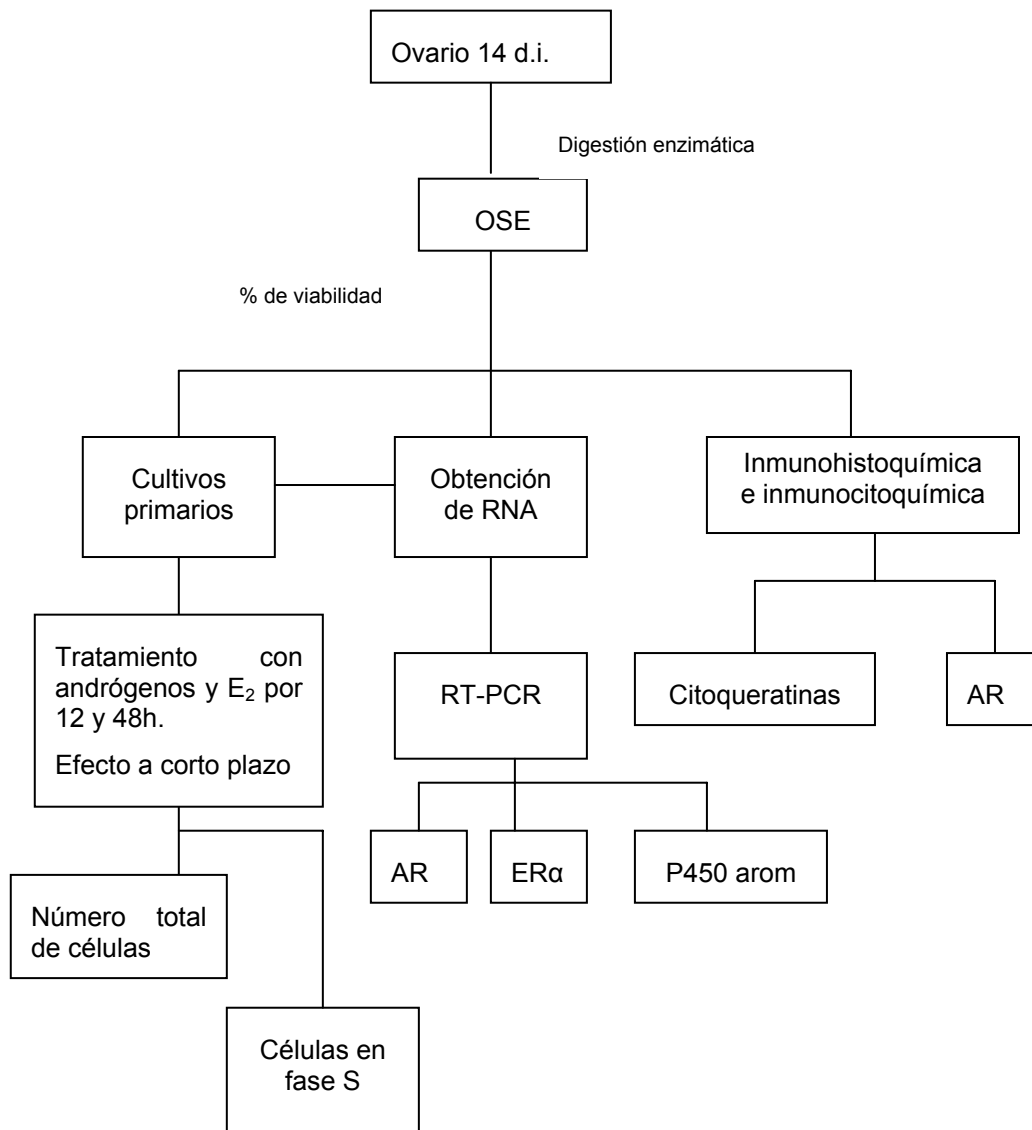 Ovario 14 d.i.
Digestión enzimática
OSE
% de viabilidad
Cultivos
primarios
Obtención
de RNA
Inmunohistoquímica
e inmunocitoquímica
Tratamiento con
andrógenos y E₂ por
12 y 48h.
Efecto a corto plazo
RT-PCR
Citoqueratinas
AR
AR
ERα
P450 arom
Número total
de células
Células en
fase S